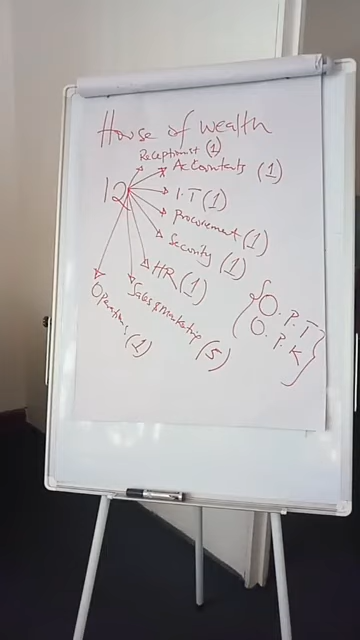 House of wealth
Receptionist (1)
Accountants (1)
12
I.T (1)
Procurement (1)
Security (1)
HR (1)
Sales & Marketing (5)
Operations (1)
{O.P.T
O.P.K}